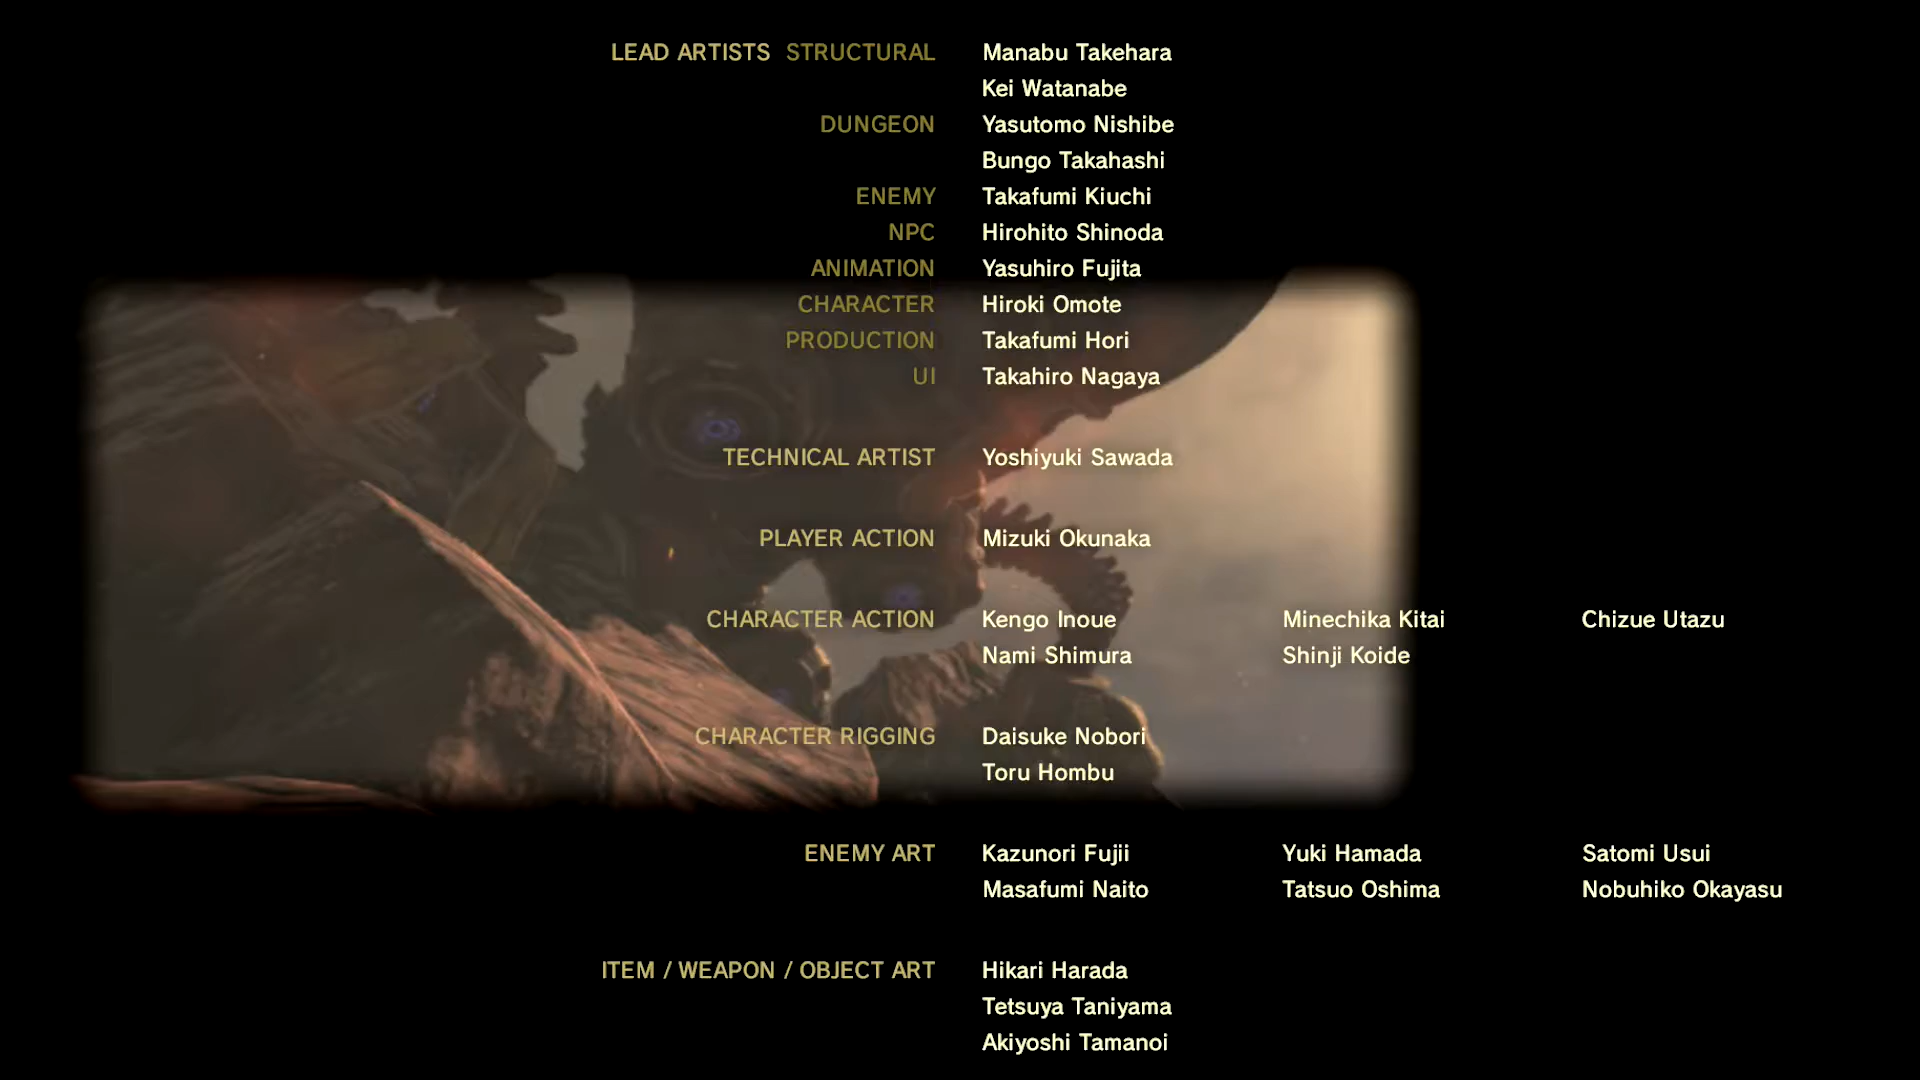 LEAD ARTISTS STRUCTURAL Manabu Takehara
Kei Watanabe
DUNGEON Yasutomo Nishibe
Bungo Takahashi
ENEMY Takafumi Kiuchi
NPC Hirohito Shinoda
ANIMATION Yasuhiro Fujita
CHARACTER Hiroki Omote
PRODUCTION Takafumi Hori
UI Takahiro Nagaya
TECHNICAL ARTIST Yoshiyuki Sawada
PLAYER ACTION Mizuki Okunaka
CHARACTER ACTION Kengo Inoue Minechika Kitai Chizue Utazu
Nami Shimura Shinji Koide
CHARACTER RIGGING Daisuke Nobori
Toru Hombu
ENEMY ART Kazunori Fujii Yuki Hamada Satomi Usui
Masafumi Naito Tatsuo Oshima Nobuhiko Okayasu
ITEM / WEAPON / OBJECT ART Hikari Harada
Tetsuya Taniyama
Akiyoshi Tamanoi